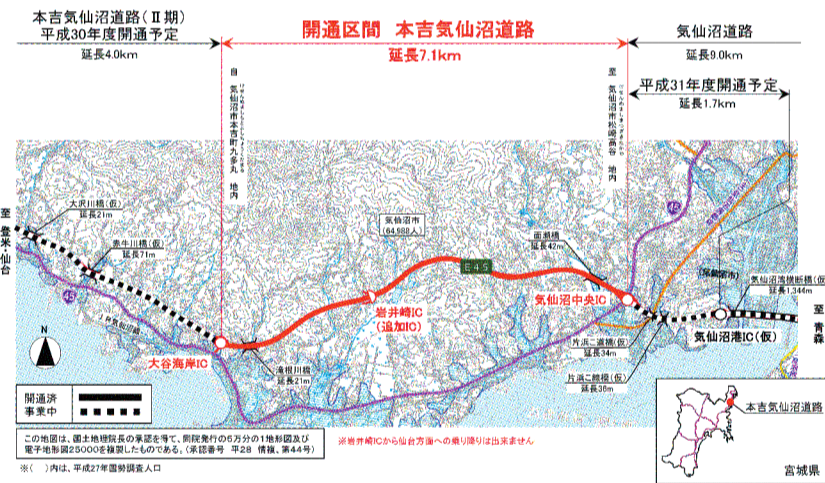 本吉気仙沼道路(Ⅱ期)
平成30年度開通予定
延長4.0km
開通区間 本吉気仙沼道路
延長7.1km
気仙沼道路
延長9.0km
平成31年度開通予定
延長1.7km
自 気仙沼市本吉町九多丸 地内
至 気仙沼市松崎高谷 地内
至 登米・仙台
大沢川橋(仮)
延長21m
赤牛川橋(仮)
延長71m
気仙沼市
(64,988人)
面瀬橋
延長42m
E45
45
45
岩井崎IC
(追加IC)
気仙沼中央IC
気仙沼湾横断橋(仮)
延長1,344m
至 青森
気仙沼港IC(仮)
片浜こ道橋(仮)
延長34m
片浜こ線橋(仮)
延長36m
大谷海岸IC
滝根川橋
延長21m
N
開通済
事業中
この地図は、国土地理院長の承認を得て、同院発行の5万分の1地形図及び
電子地形図25000を複製したものである。(承認番号 平28 情複、第44号)
※岩井崎ICから仙台方面への乗り降りは出来ません
※( )内は、平成27年国勢調査人口
本吉気仙沼道路
宮城県